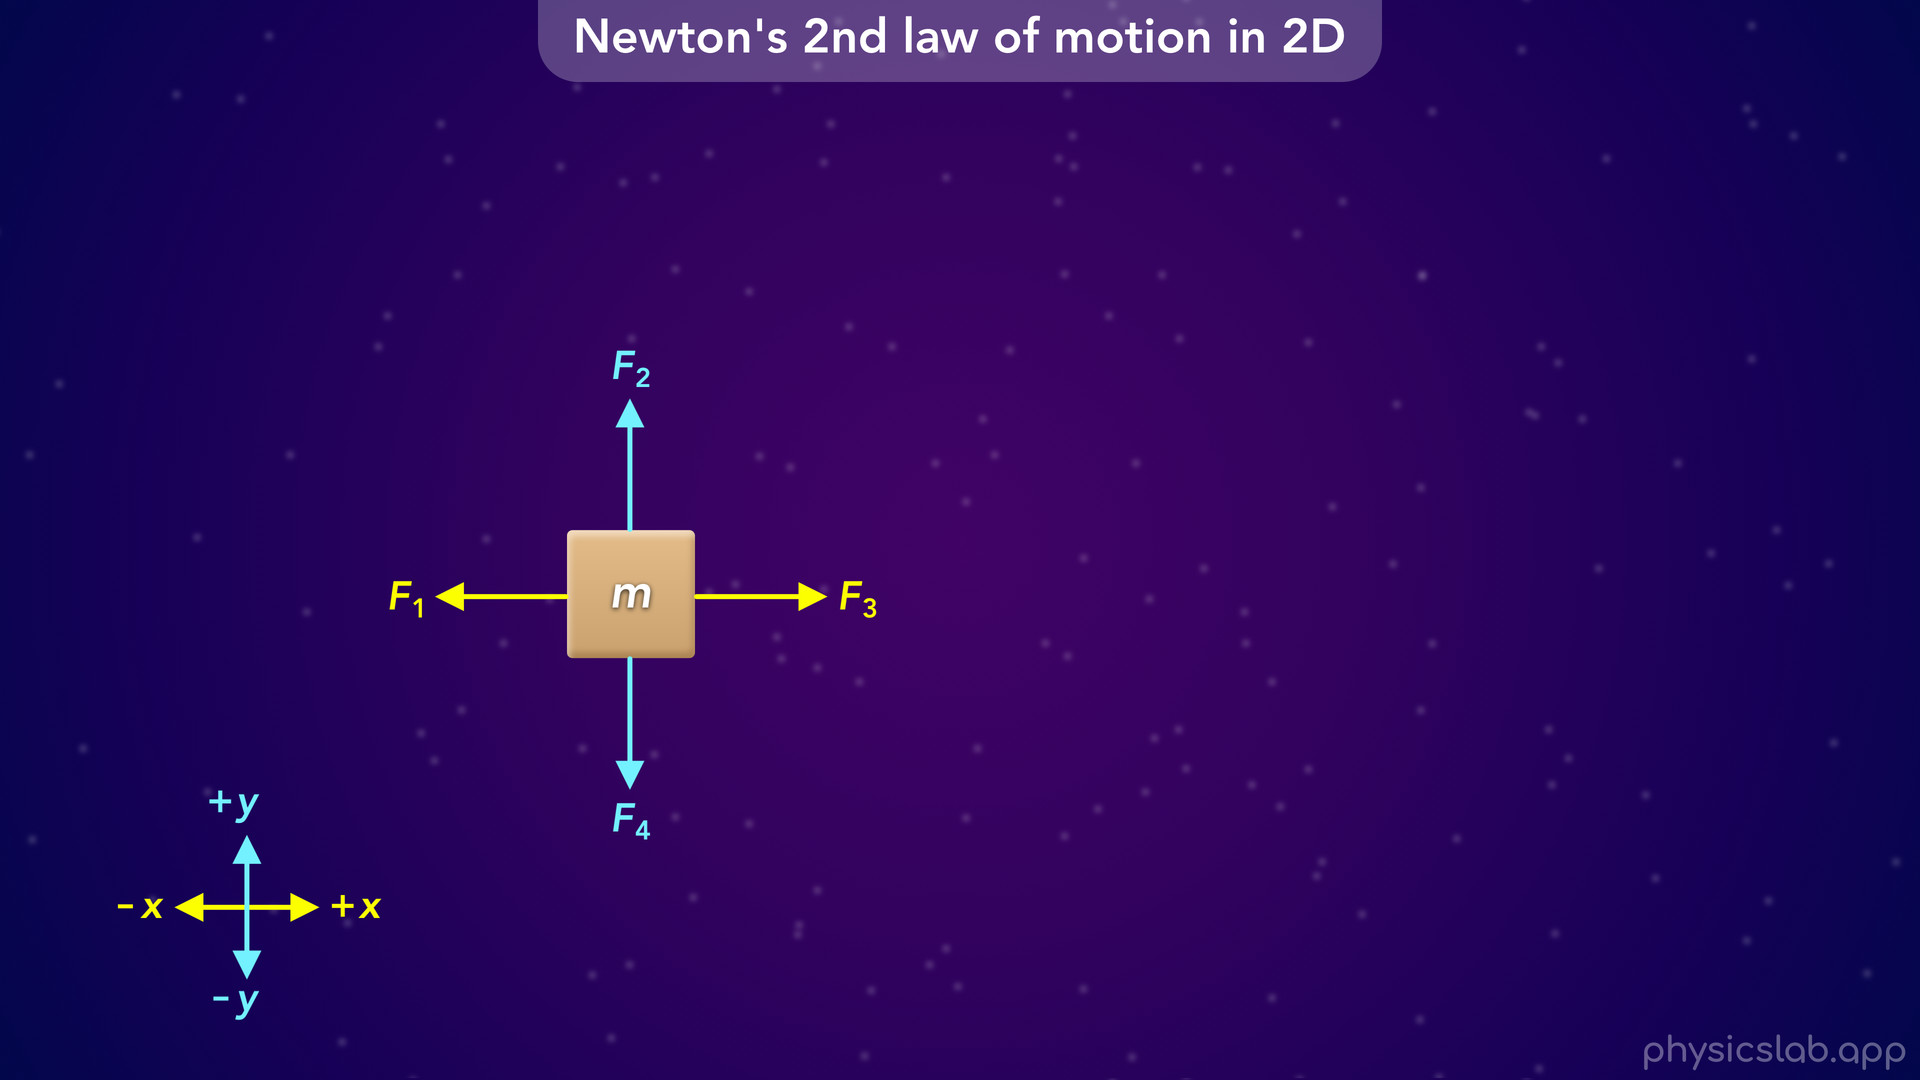 Newton's 2nd law of motion in 2D
F₂
F₁
m
F₃
F₄
+y
−x
+x
−y
physicslab.app